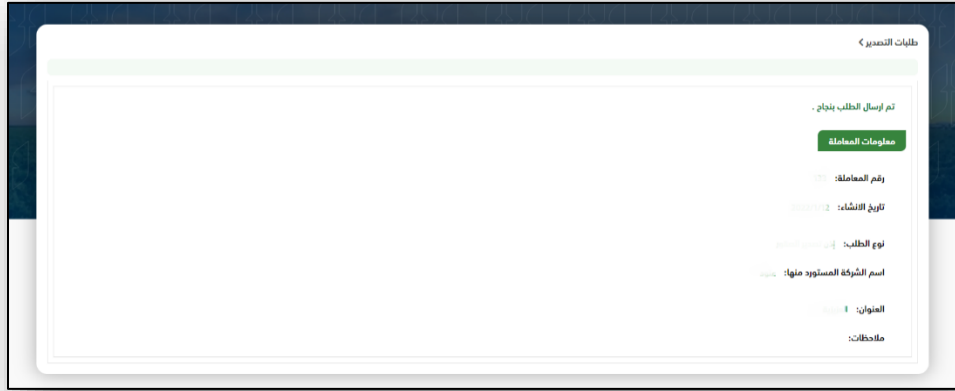 طلبات التصدير
تم ارسال الطلب بنجاح .
معلومات المعاملة
رقم المعاملة:
تاريخ الانشاء:
نوع الطلب:
اسم الشركة المستورد منها:
العنوان:
ملاحظات: